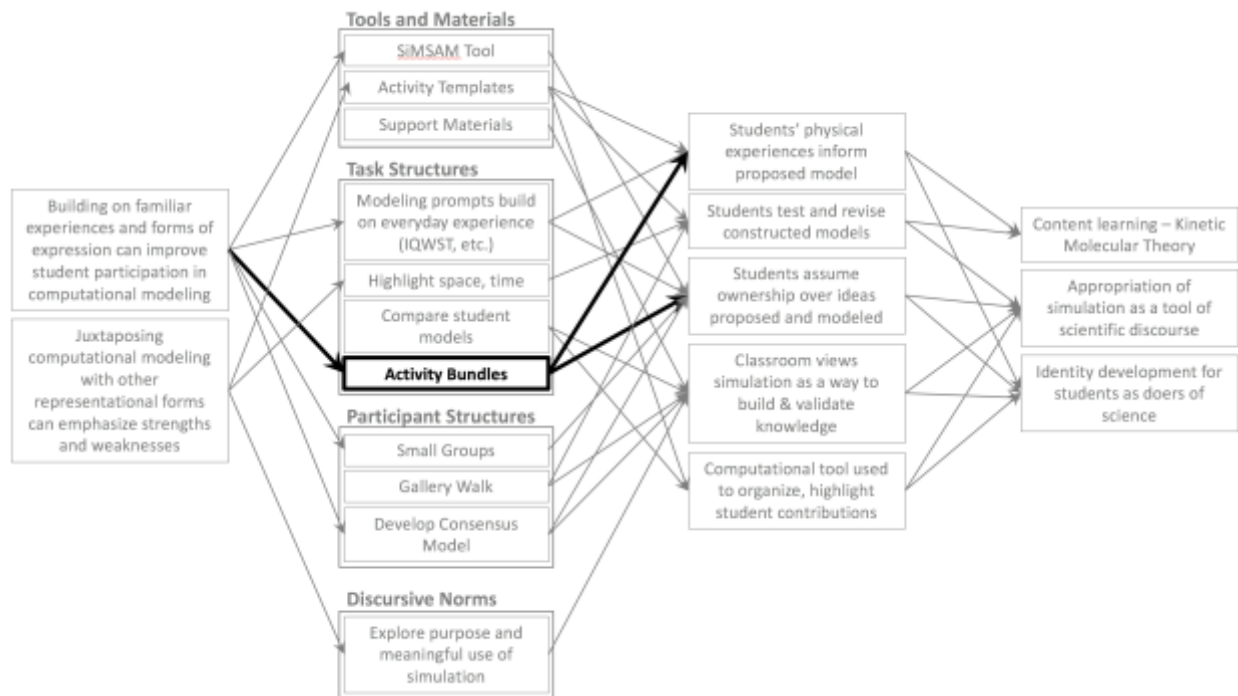 Building on familiar
experiences and forms of
expression can improve
student participation in
computational modeling
Juxtaposing
computational modeling
with other
representational forms
can emphasize strengths
and weaknesses
Tools and Materials
SiMSAM Tool
Activity Templates
Support Materials
Task Structures
Modeling prompts build
on everyday experience
(IQWST, etc.)
Highlight space, time
Compare student
models
Activity Bundles
Participant Structures
Small Groups
Gallery Walk
Develop Consensus
Model
Discursive Norms
Explore purpose and
meaningful use of
simulation
Students' physical
experiences inform
proposed model
Students test and revise
constructed models
Students assume
ownership over ideas
proposed and modeled
Classroom views
simulation as a way to
build & validate
knowledge
Computational tool used
to organize, highlight
student contributions
Content learning – Kinetic
Molecular Theory
Appropriation of
simulation as a tool of
scientific discourse
Identity development for
students as doers of
science